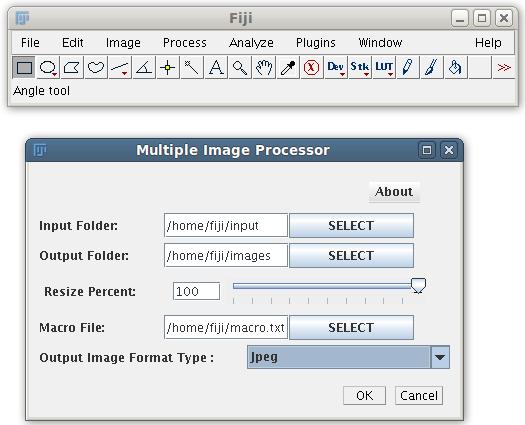 Fiji
File Edit Image Process Analyze Plugins Window Help
A Dev Stk LUT >>
Angle tool
Multiple Image Processor
About
Input Folder: /home/fiji/input SELECT
Output Folder: /home/fiji/images SELECT
Resize Percent: 100
Macro File: /home/fiji/macro.txt SELECT
Output Image Format Type : Jpeg
OK Cancel